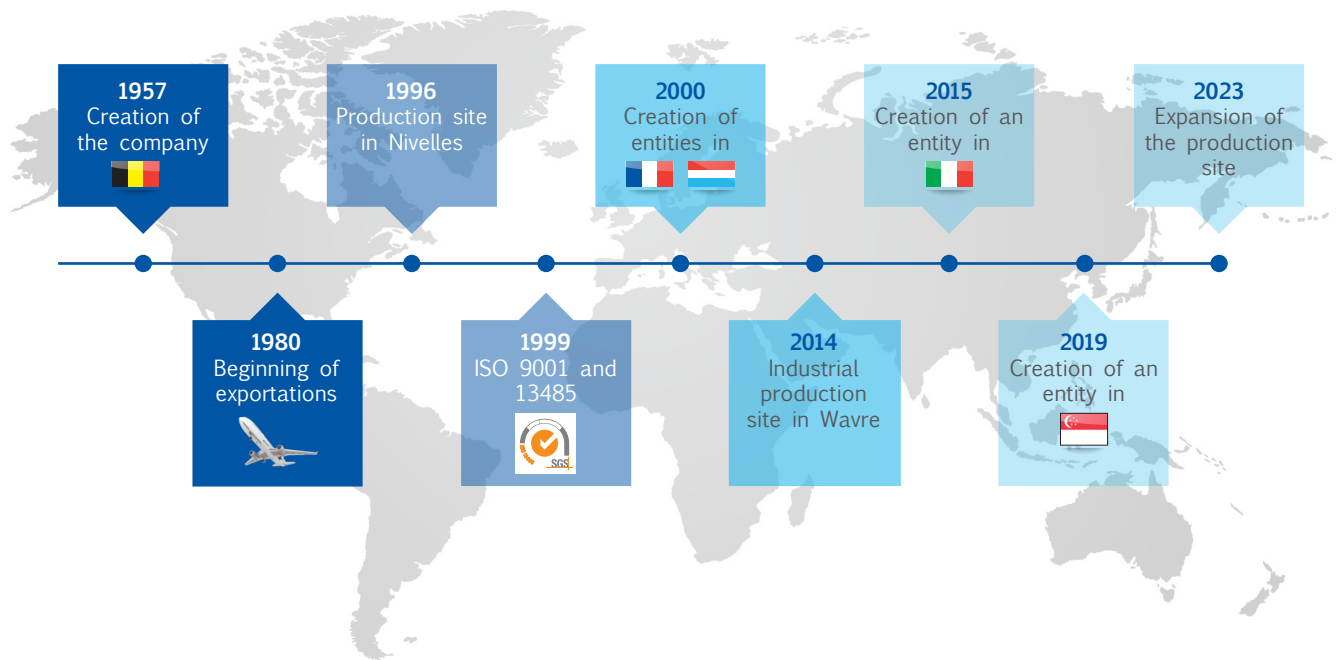 1957
Creation of
the company
1980
Beginning of
exportations
1996
Production site
in Nivelles
1999
ISO 9001 and
13485
SGS
2000
Creation of
entities in
2014
Industrial
production
site in Wavre
2015
Creation of an
entity in
2019
Creation of an
entity in
2023
Expansion of
the production
site